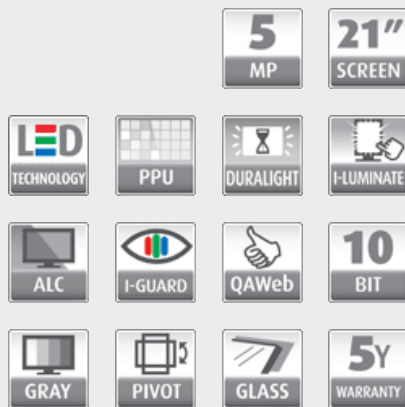 5
MP
21"
SCREEN
LED
TECHNOLOGY
PPU
DURALIGHT
I-LUMINATE
ALC
I-GUARD
QAWeb
10
BIT
GRAY
PIVOT
GLASS
5Y
WARRANTY